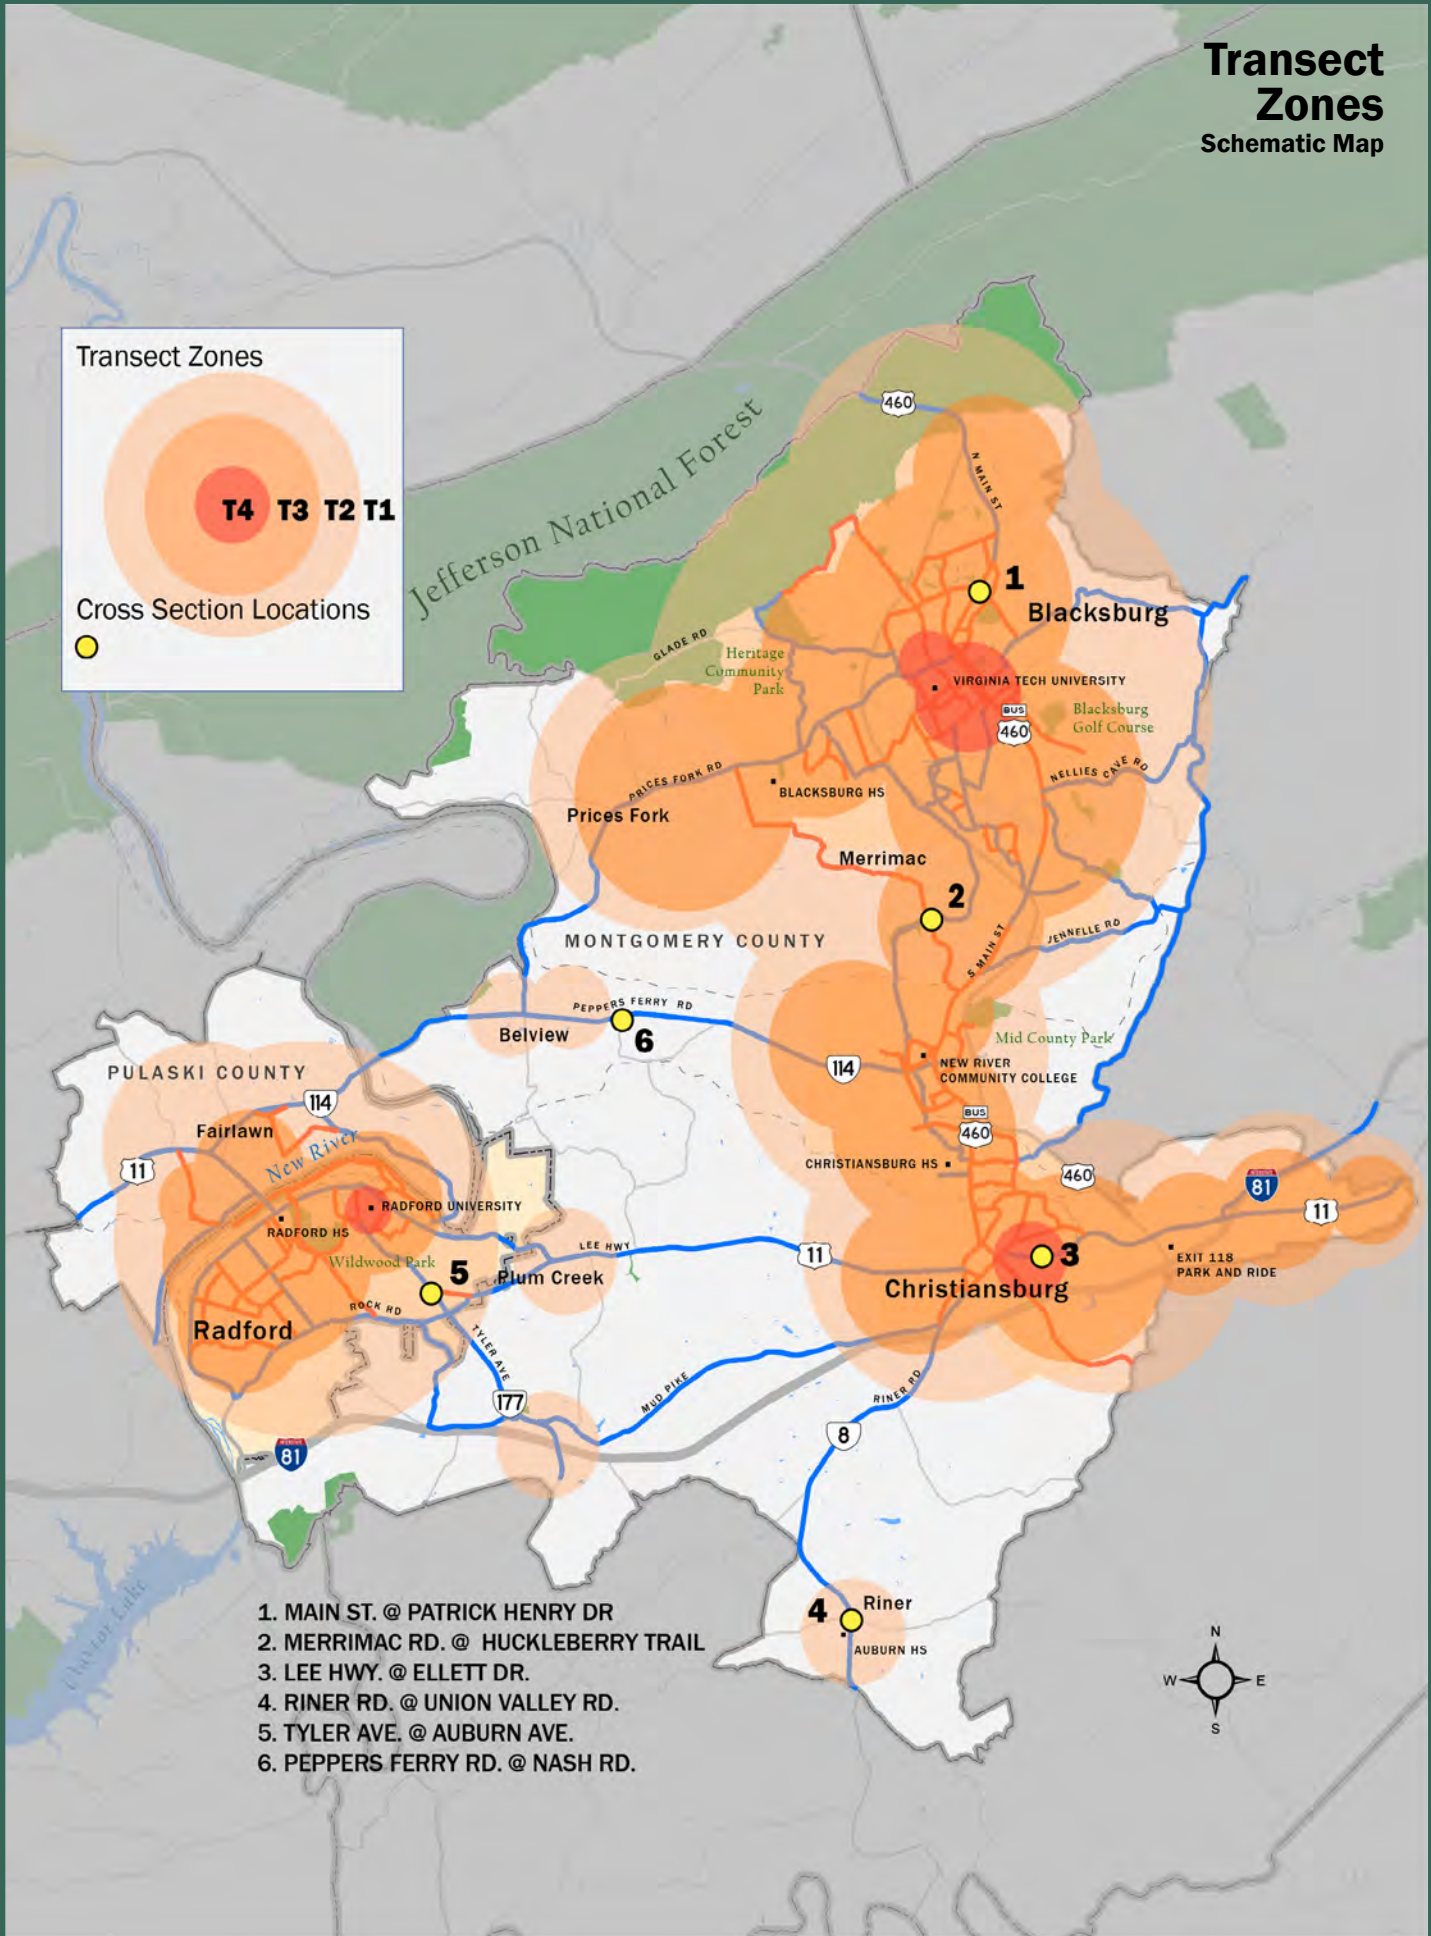 Transect
Zones
Schematic Map
Transect Zones
T4 T3 T2 T1
Cross Section Locations
Jefferson National Forest
460
N MAIN ST
1
Blacksburg
GLADE RD
Heritage
Community
Park
VIRGINIA TECH UNIVERSITY
BUS
460
Blacksburg
Golf Course
NELLIES CAVE RD
PRICES FORK RD
BLACKSBURG HS
Prices Fork
Merrimac
2
MONTGOMERY COUNTY
S MAIN ST
JENNELLE RD
PEPPERS FERRY RD
Belview
6
Mid County Park
114
NEW RIVER
COMMUNITY COLLEGE
PULASKI COUNTY
114
Fairlawn
New River
11
BUS
460
CHRISTIANSBURG HS
460
INTERSTATE
81
11
RADFORD UNIVERSITY
RADFORD HS
Wildwood Park
LEE HWY
11
3
EXIT 118
PARK AND RIDE
5
Plum Creek
Christiansburg
ROCK RD
Radford
TYLER AVE
177
MUD PIKE
RINER RD
8
INTERSTATE
81
4
Riner
AUBURN HS
Claytor Lake
1. MAIN ST. @ PATRICK HENRY DR
2. MERRIMAC RD. @ HUCKLEBERRY TRAIL
3. LEE HWY. @ ELLETT DR.
4. RINER RD. @ UNION VALLEY RD.
5. TYLER AVE. @ AUBURN AVE.
6. PEPPERS FERRY RD. @ NASH RD.
N
W E
S